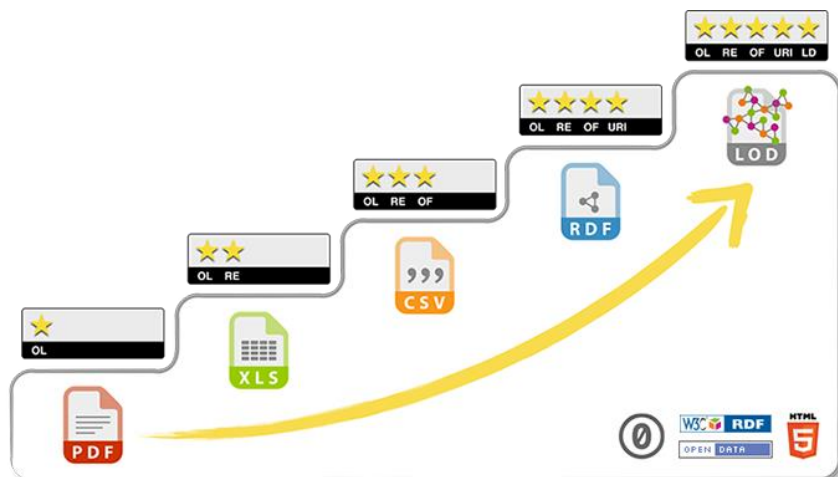 OL RE OF URI LD
OL RE OF URI
LOD
OL RE OF
RDF
OL RE
CSV
OL
XLS
PDF
0
W3C RDF
OPEN DATA
HTML
5